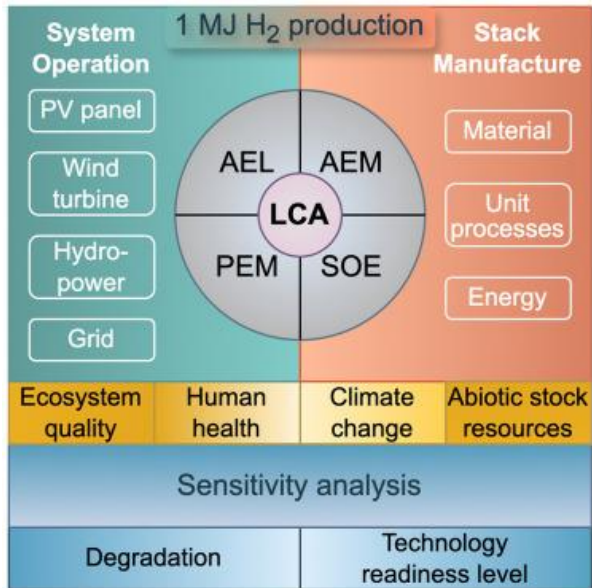 1 MJ H₂ production
System
Operation
PV panel
Wind
turbine
Hydro-
power
Grid
AEL
AEM
LCA
PEM
SOE
Stack
Manufacture
Material
Unit
processes
Energy
Ecosystem
quality
Human
health
Climate
change
Abiotic stock
resources
Sensitivity analysis
Degradation
Technology
readiness level